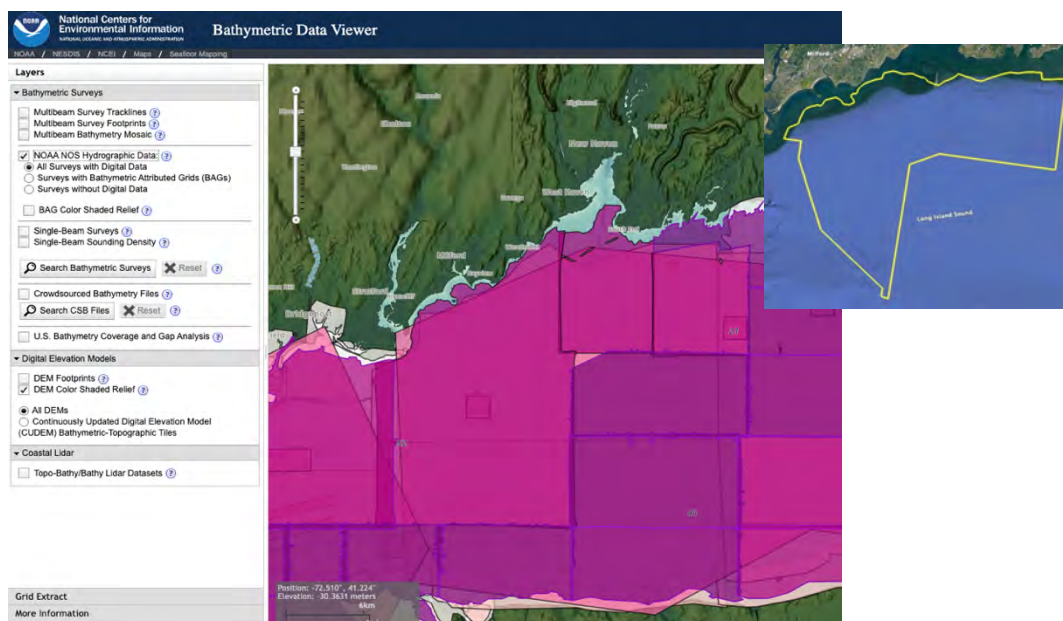 National Centers for
Environmental Information
NATIONAL OCEANIC AND ATMOSPHERIC ADMINISTRATION
Bathymetric Data Viewer
NOAA / NESDIS / NCEI / Maps / Seafloor Mapping
Layers
Bathymetric Surveys
Multibeam Survey Tracklines
Multibeam Survey Footprints
Multibeam Bathymetry Mosaic
NOAA NOS Hydrographic Data:
All Surveys with Digital Data
Surveys with Bathymetric Attributed Grids (BAGs)
Surveys without Digital Data
BAG Color Shaded Relief
Single-Beam Surveys
Single-Beam Sounding Density
Search Bathymetric Surveys
Reset
Crowdsourced Bathymetry Files
Search CSB Files
Reset
U.S. Bathymetry Coverage and Gap Analysis
Digital Elevation Models
DEM Footprints
DEM Color Shaded Relief
All DEMs
Continuously Updated Digital Elevation Model
(CUDEM) Bathymetric-Topographic Tiles
Coastal Lidar
Topo-Bathy/Bathy Lidar Datasets
Grid Extract
More Information
New Haven
West Haven
Milford
Stratford
Position: -72.510°, 41.224°
Elevation: -30.3631 meters
6km
Milford
Long Island Sound